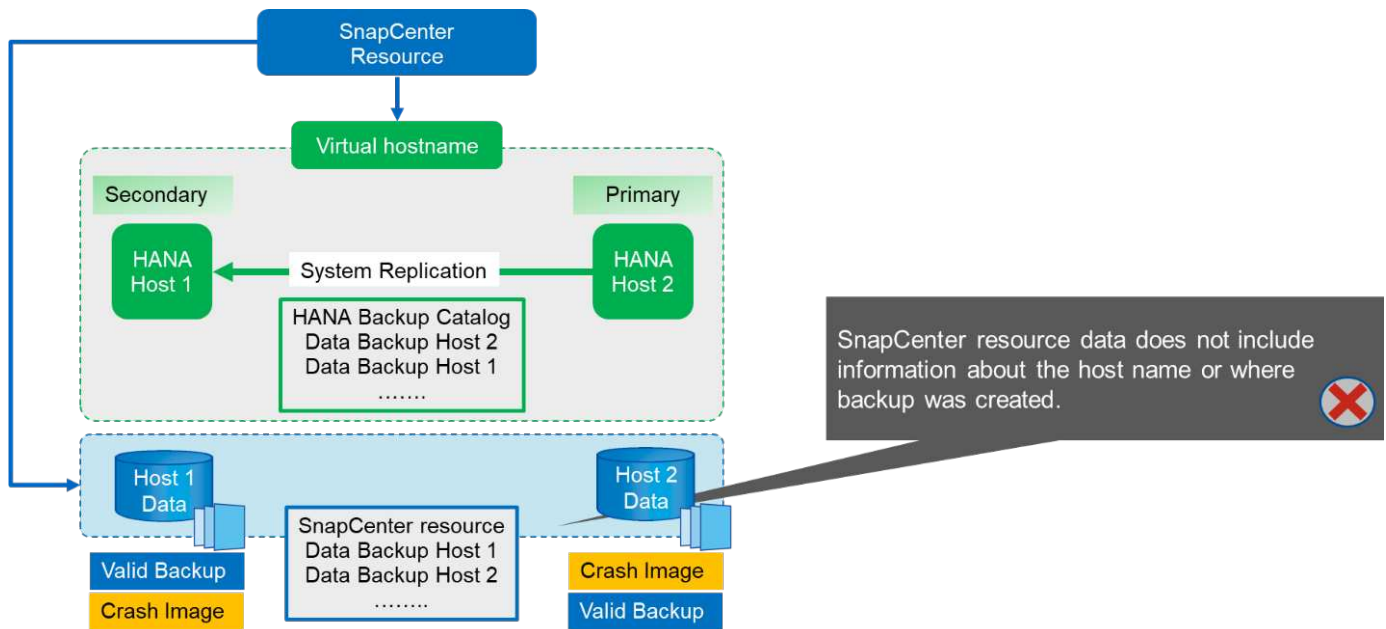 SnapCenter
Resource
Virtual hostname
Secondary
Primary
HANA
Host 1
System Replication
HANA
Host 2
HANA Backup Catalog
Data Backup Host 2
Data Backup Host 1
.......
SnapCenter resource data does not include
information about the host name or where
backup was created.
Host 1
Data
Host 2
Data
SnapCenter resource
Data Backup Host 1
Data Backup Host 2
........
Valid Backup
Crash Image
Crash Image
Valid Backup